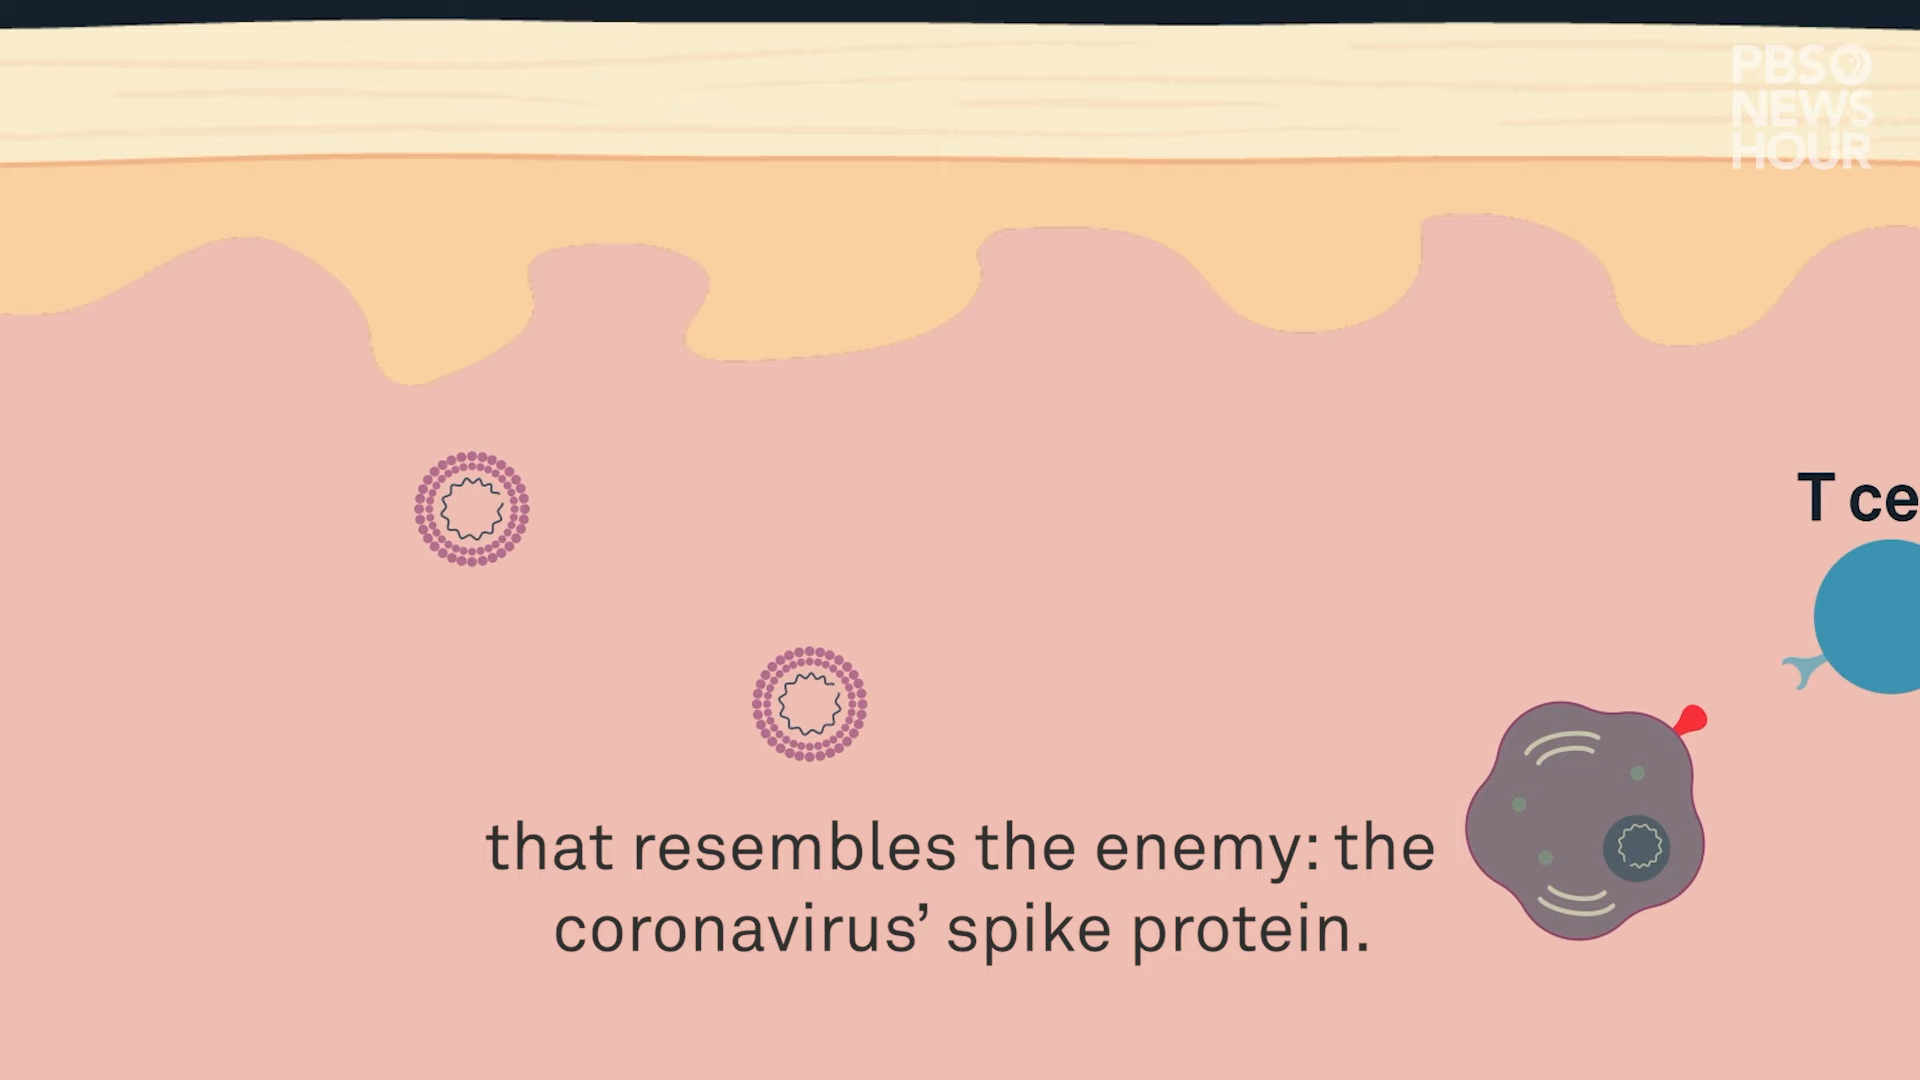 PBS
NEWS
HOUR
T ce
that resembles the enemy: the
coronavirus’ spike protein.